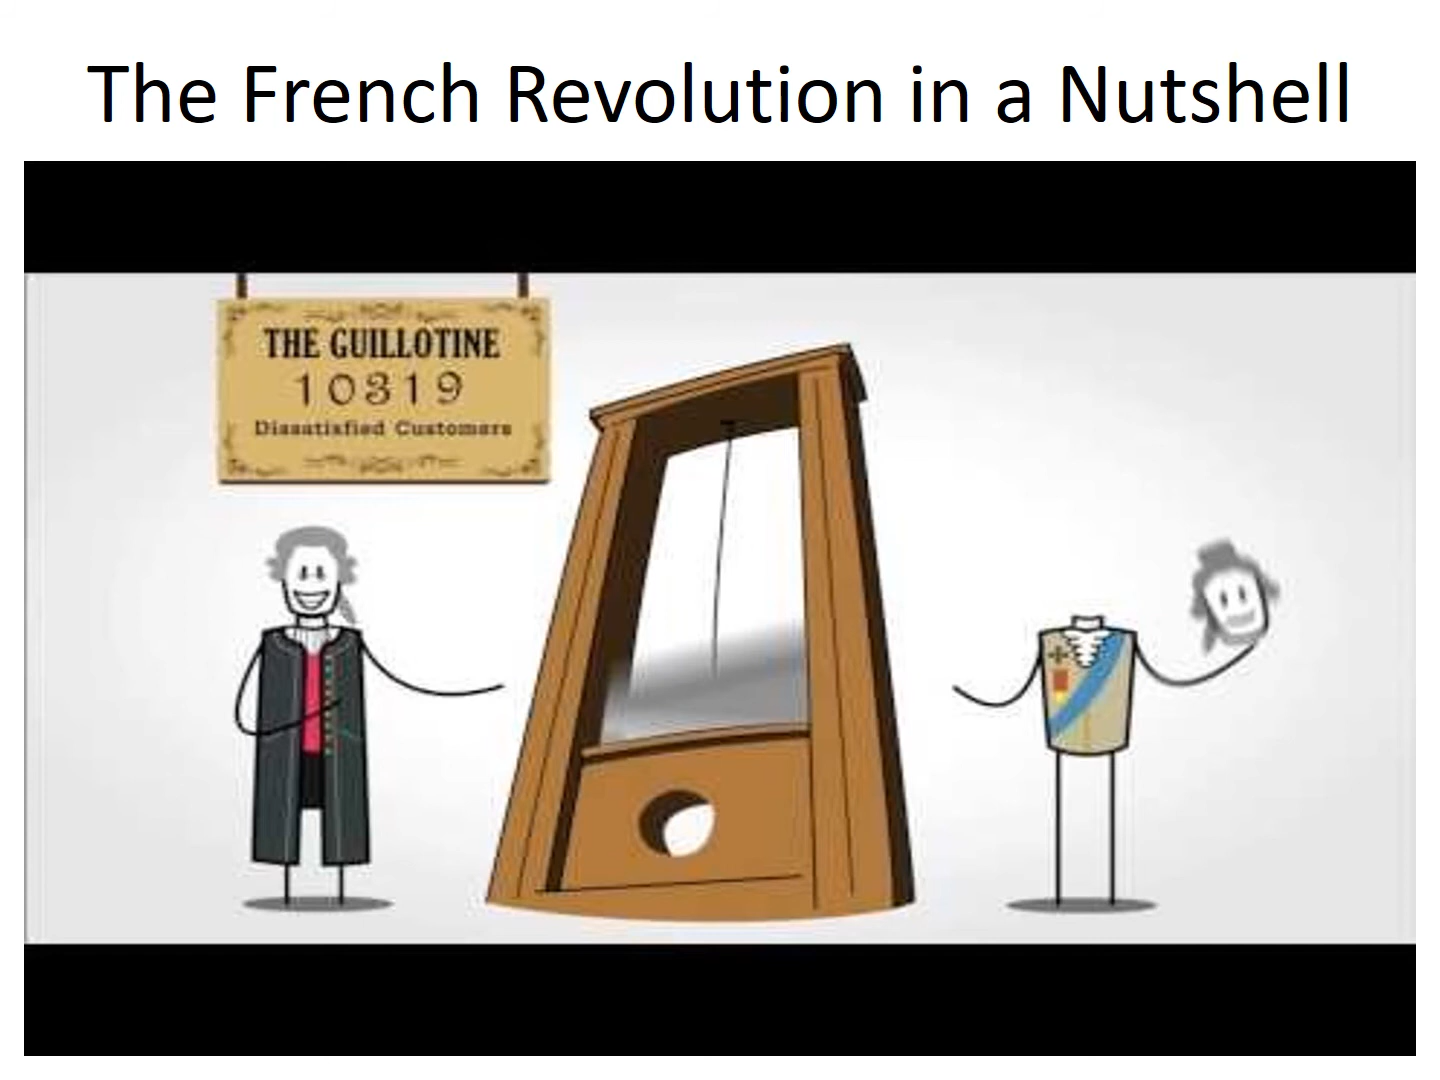 The French Revolution in a Nutshell
THE GUILLOTINE
10319
Dissatisfied Customers